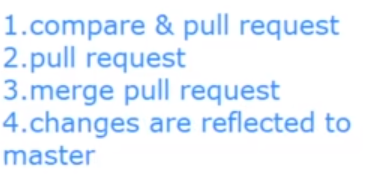 1.compare & pull request
2.pull request
3.merge pull request
4.changes are reflected to
master